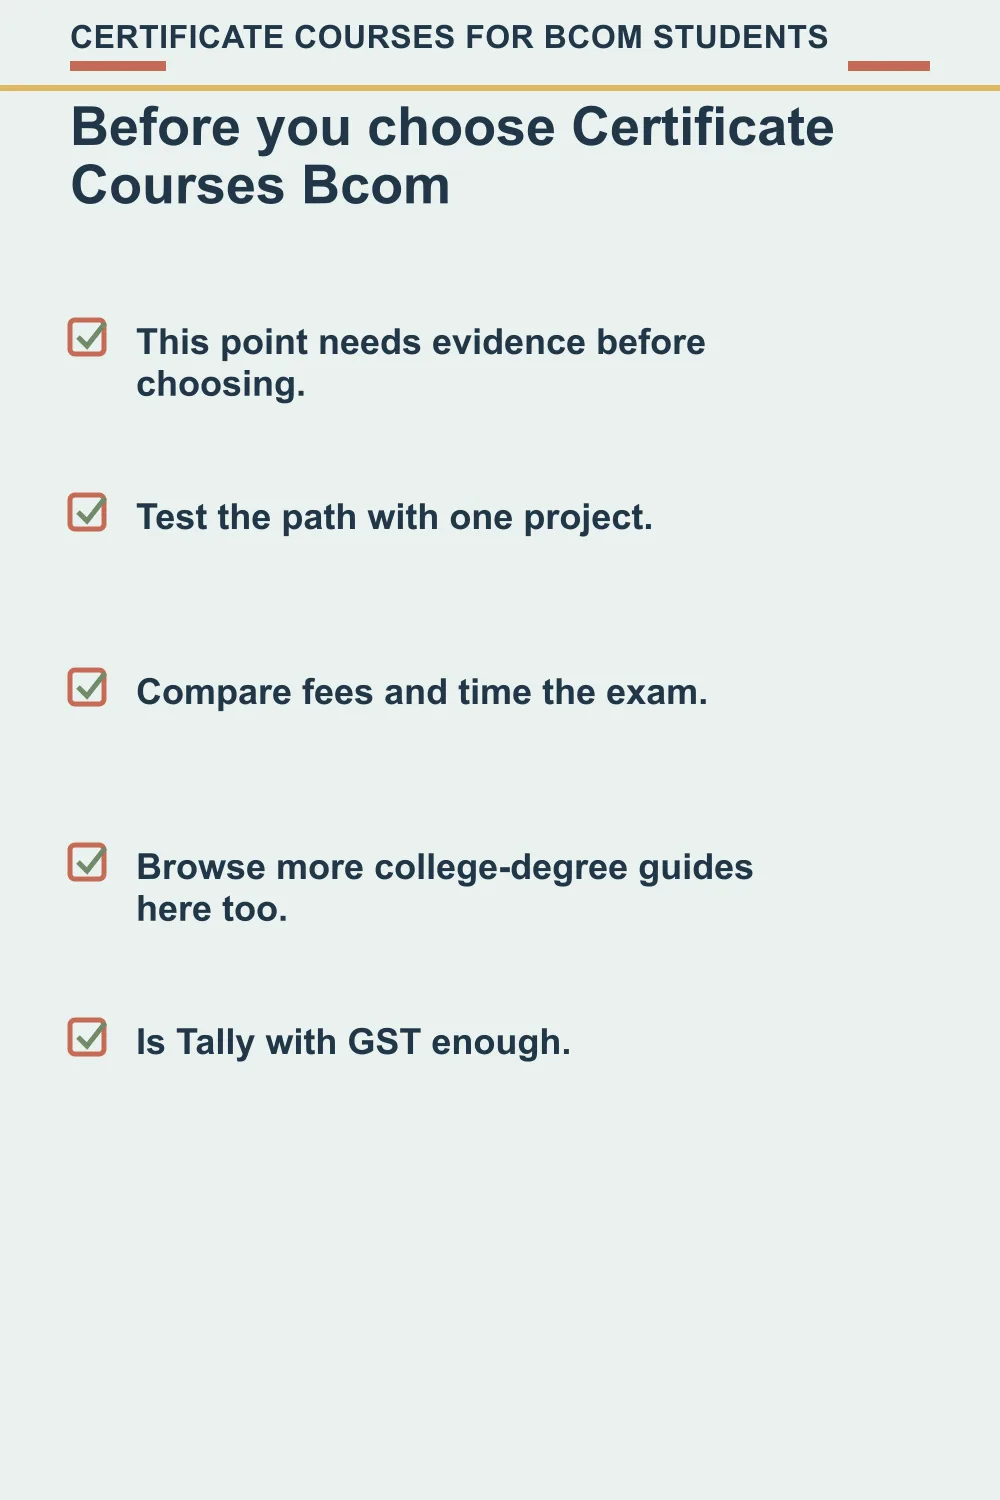 CERTIFICATE COURSES FOR BCOM STUDENTS
Before you choose Certificate
Courses Bcom
This point needs evidence before
choosing.
Test the path with one project.
Compare fees and time the exam.
Browse more college-degree guides
here too.
Is Tally with GST enough.